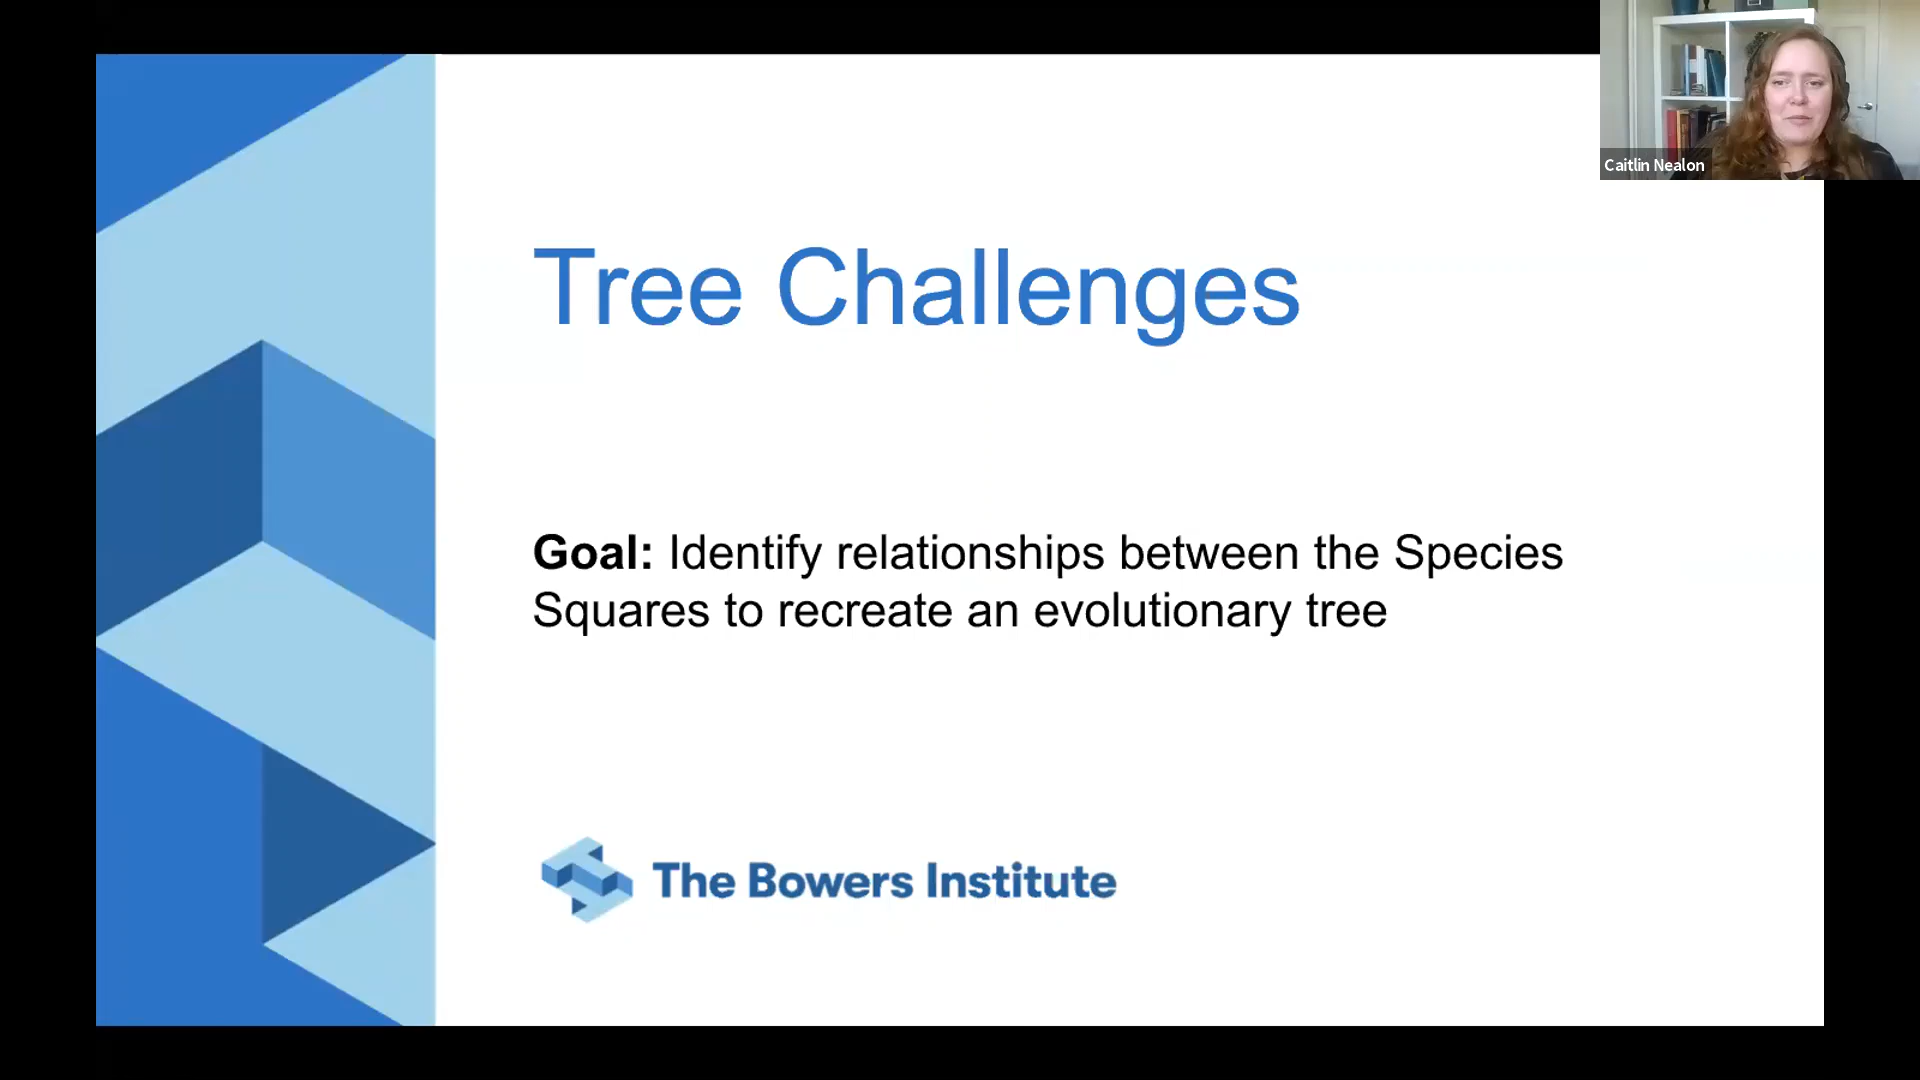 Caitlin Nealon
Tree Challenges
Goal: Identify relationships between the Species
Squares to recreate an evolutionary tree
The Bowers Institute